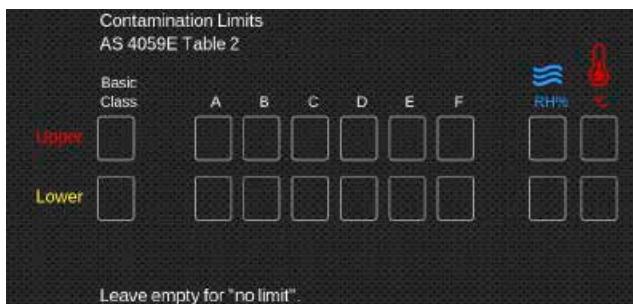 Contamination Limits
AS 4059E Table 2
Basic
Class A B C D E F RH% °C
Upper
Lower
Leave empty for "no limit".